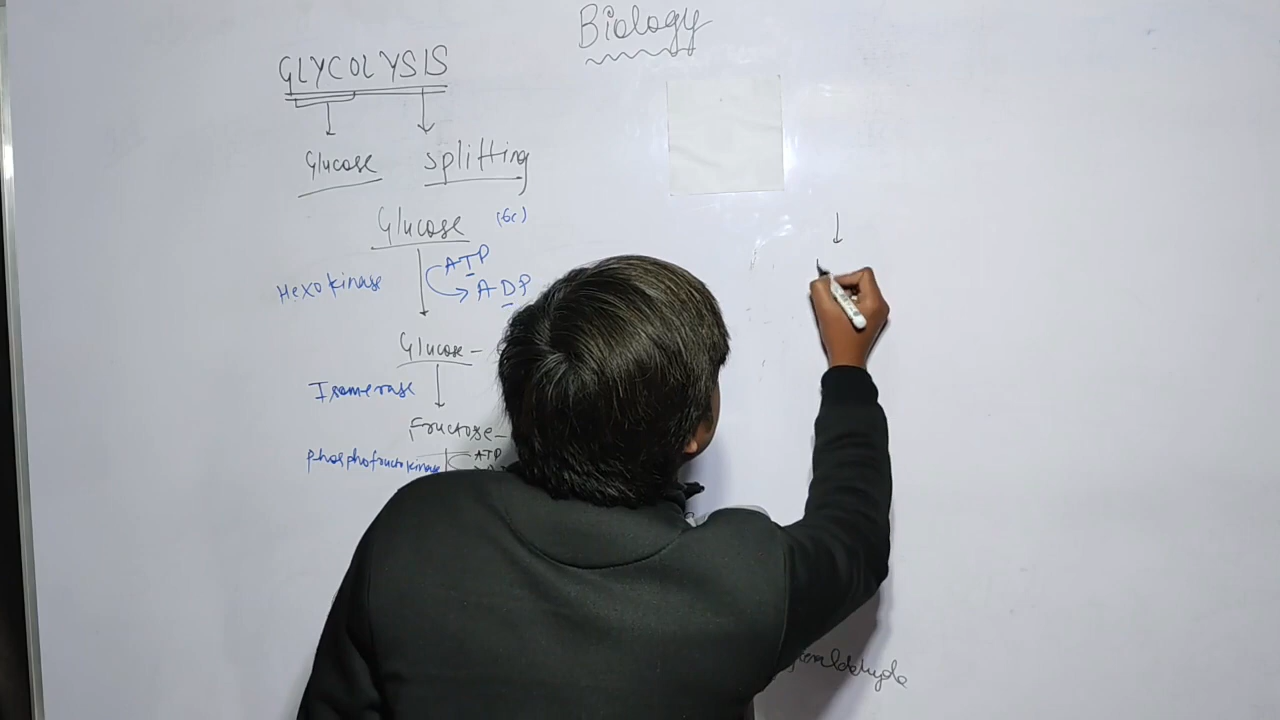 Biology
GLYCOLYSIS
Glucose splitting
Glucose (6c)
ATP
Hexokinase ADP
Glucose-
Isomerase
Fructose-
ATP
phosphofructokinase